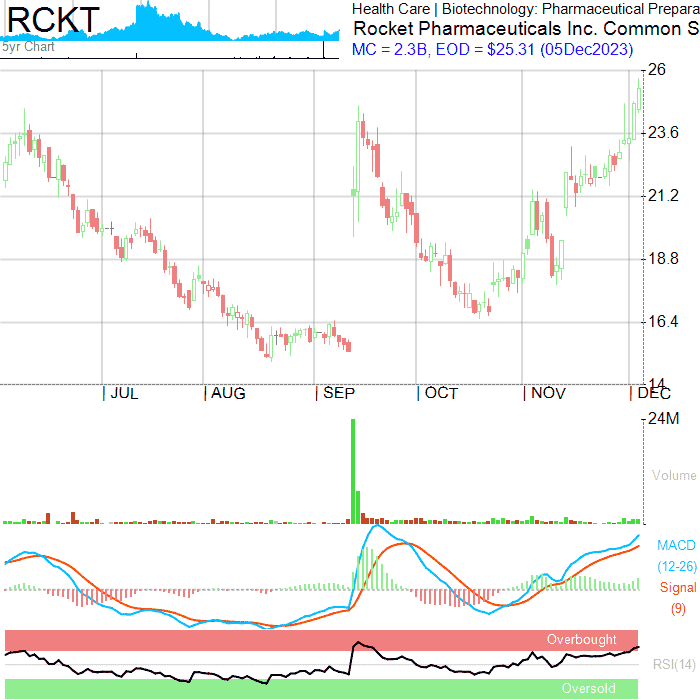 RCKT
5yr Chart
Health Care | Biotechnology: Pharmaceutical Prepara
Rocket Pharmaceuticals Inc. Common S
MC = 2.3B, EOD = $25.31 (05Dec2023)
26
23.6
21.2
18.8
16.4
14
| JUL | AUG | SEP | OCT | NOV | DEC
24M
Volume
MACD
(12-26)
Signal
(9)
Overbought
RSI(14)
Oversold